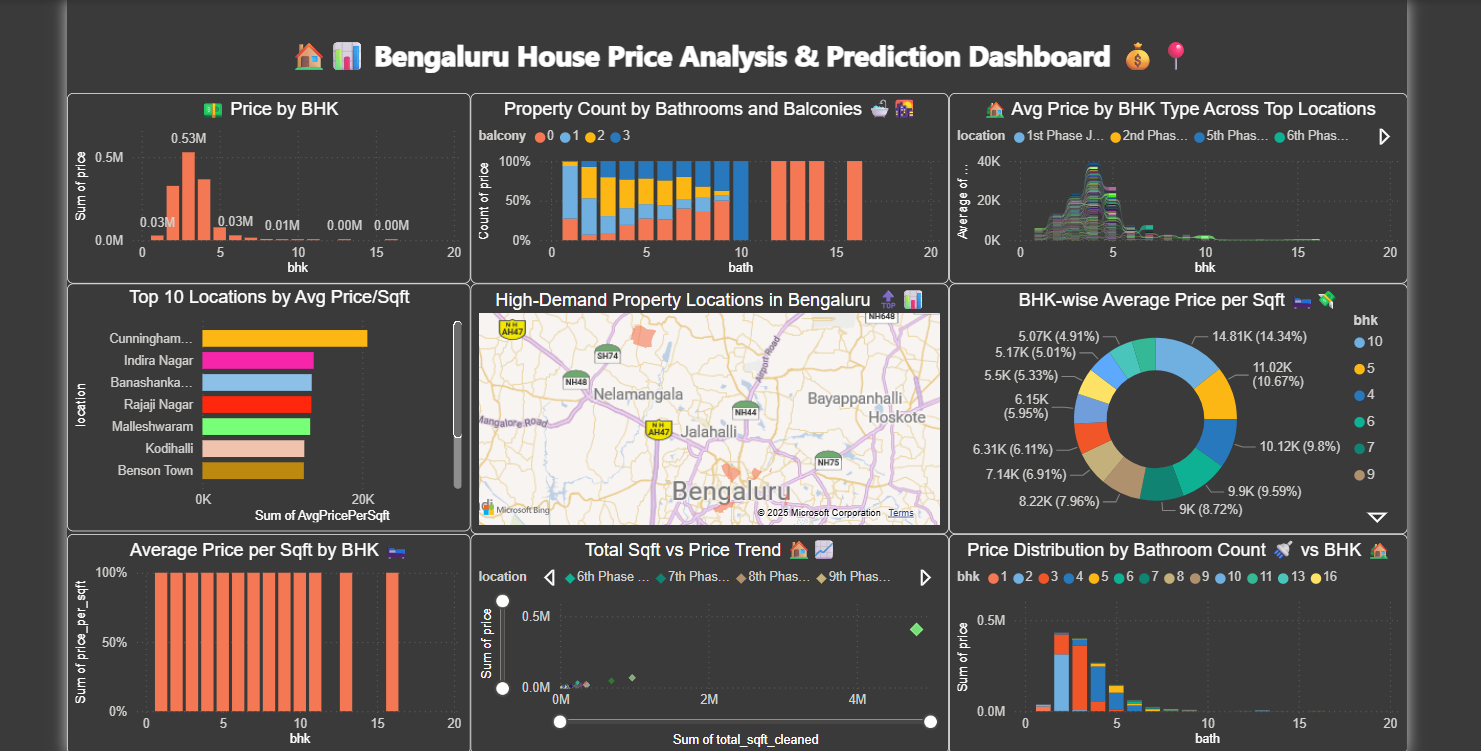 🏠📊 Bengaluru House Price Analysis & Prediction Dashboard 💰📍
💵 Price by BHK
Sum of price
0.5M
0.0M
0.03M
0.53M
0.03M
0.01M
0.00M
0.00M
0 5 10 15 20
bhk
Property Count by Bathrooms and Balconies 🛁🌇
balcony 0 1 2 3
Count of price
100%
50%
0%
0 5 10 15 20
bath
🏠 Avg Price by BHK Type Across Top Locations
location 1st Phase J... 2nd Phas... 5th Phas... 6th Phas...
Average of ...
40K
20K
0K
0 5 10 15 20
bhk
Top 10 Locations by Avg Price/Sqft
location
Cunningham...
Indira Nagar
Banashanka...
Rajaji Nagar
Malleshwaram
Kodihalli
Benson Town
0K 20K
Sum of AvgPricePerSqft
High-Demand Property Locations in Bengaluru 🔝📊
NH
AH47
NH648
SH74
NH48
Airport Road
Nelamangala
NH44
Bayappanhalli
Hoskote
Mangalore Road
NH
AH47
Jalahalli
NH75
Bengaluru
Microsoft Bing
© 2025 Microsoft Corporation Terms
BHK-wise Average Price per Sqft 🛏️💸
14.81K (14.34%)
11.02K
(10.67%)
10.12K (9.8%)
9.9K (9.59%)
9K (8.72%)
8.22K (7.96%)
7.14K (6.91%)
6.31K (6.11%)
6.15K
(5.95%)
5.5K (5.33%)
5.17K (5.01%)
5.07K (4.91%)
bhk
10
5
4
6
7
9
Average Price per Sqft by BHK 🛏️
Sum of price_per_sqft
100%
50%
0%
0 5 10 15 20
bhk
Total Sqft vs Price Trend 🏠📈
location 6th Phase ... 7th Phas... 8th Phas... 9th Phas...
Sum of price
0.5M
0.0M
0M 2M 4M
Sum of total_sqft_cleaned
Price Distribution by Bathroom Count 🚿 vs BHK 🏠
bhk 1 2 3 4 5 6 7 8 9 10 11 13 16
Sum of price
0.5M
0.0M
0 5 10 15 20
bath